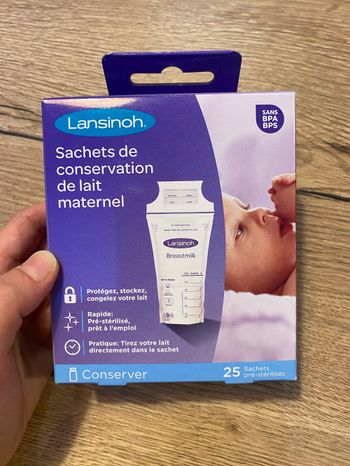 Lansinoh®
SANS
BPA
BPS
Sachets de
conservation
de lait
maternel
Lansinoh
Breastmilk
Protégez, stockez,
congelez votre lait
Rapide:
Pré-stérilisé,
prêt à l'emploi
Pratique: Tirez votre lait
directement dans le sachet
Conserver
25 Sachets
pré-stérilisés